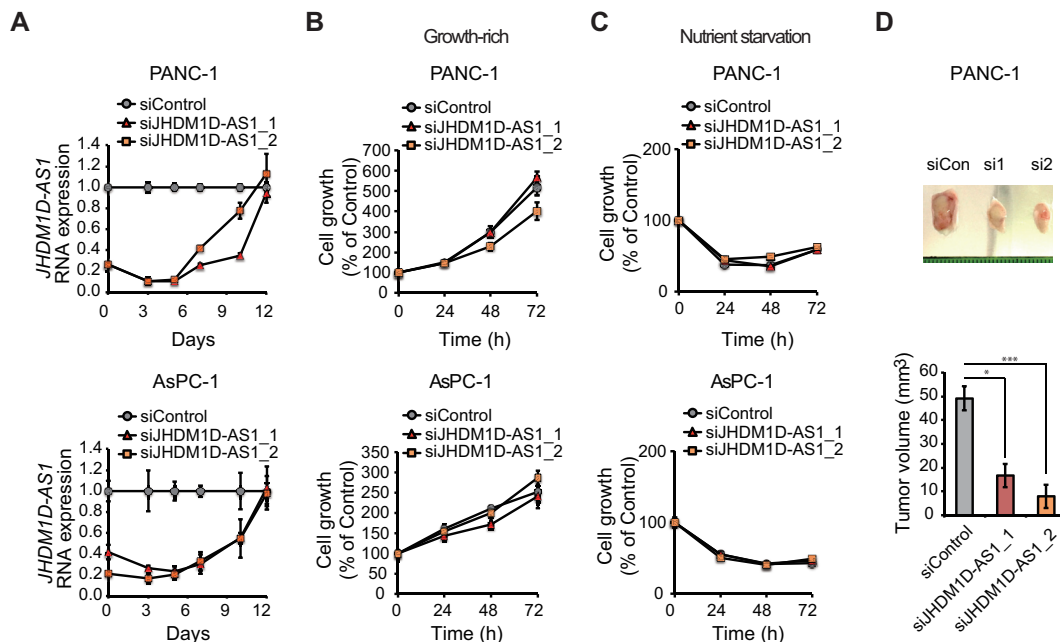 A
PANC-1
siControl
siJHDM1D-AS1_1
siJHDM1D-AS1_2
JHDM1D-AS1
RNA expression
1.4
1.2
1.0
0.8
0.6
0.4
0.2
0.0
0 3 6 9 12
Days
AsPC-1
siControl
siJHDM1D-AS1_1
siJHDM1D-AS1_2
JHDM1D-AS1
RNA expression
1.4
1.2
1.0
0.8
0.6
0.4
0.2
0.0
0 3 6 9 12
Days
B
Growth-rich
PANC-1
siControl
siJHDM1D-AS1_1
siJHDM1D-AS1_2
Cell growth
(% of Control)
700
600
500
400
300
200
100
0
0 24 48 72
Time (h)
AsPC-1
siControl
siJHDM1D-AS1_1
siJHDM1D-AS1_2
Cell growth
(% of Control)
350
300
250
200
150
100
50
0
0 24 48 72
Time (h)
C
Nutrient starvation
PANC-1
siControl
siJHDM1D-AS1_1
siJHDM1D-AS1_2
Cell growth
(% of Control)
200
100
0
0 24 48 72
Time (h)
AsPC-1
siControl
siJHDM1D-AS1_1
siJHDM1D-AS1_2
Cell growth
(% of Control)
200
100
0
0 24 48 72
Time (h)
D
PANC-1
siCon si1 si2
Tumor volume (mm3)
60
50
40
30
20
10
0
***
*
siControl
siJHDM1D-AS1_1
siJHDM1D-AS1_2